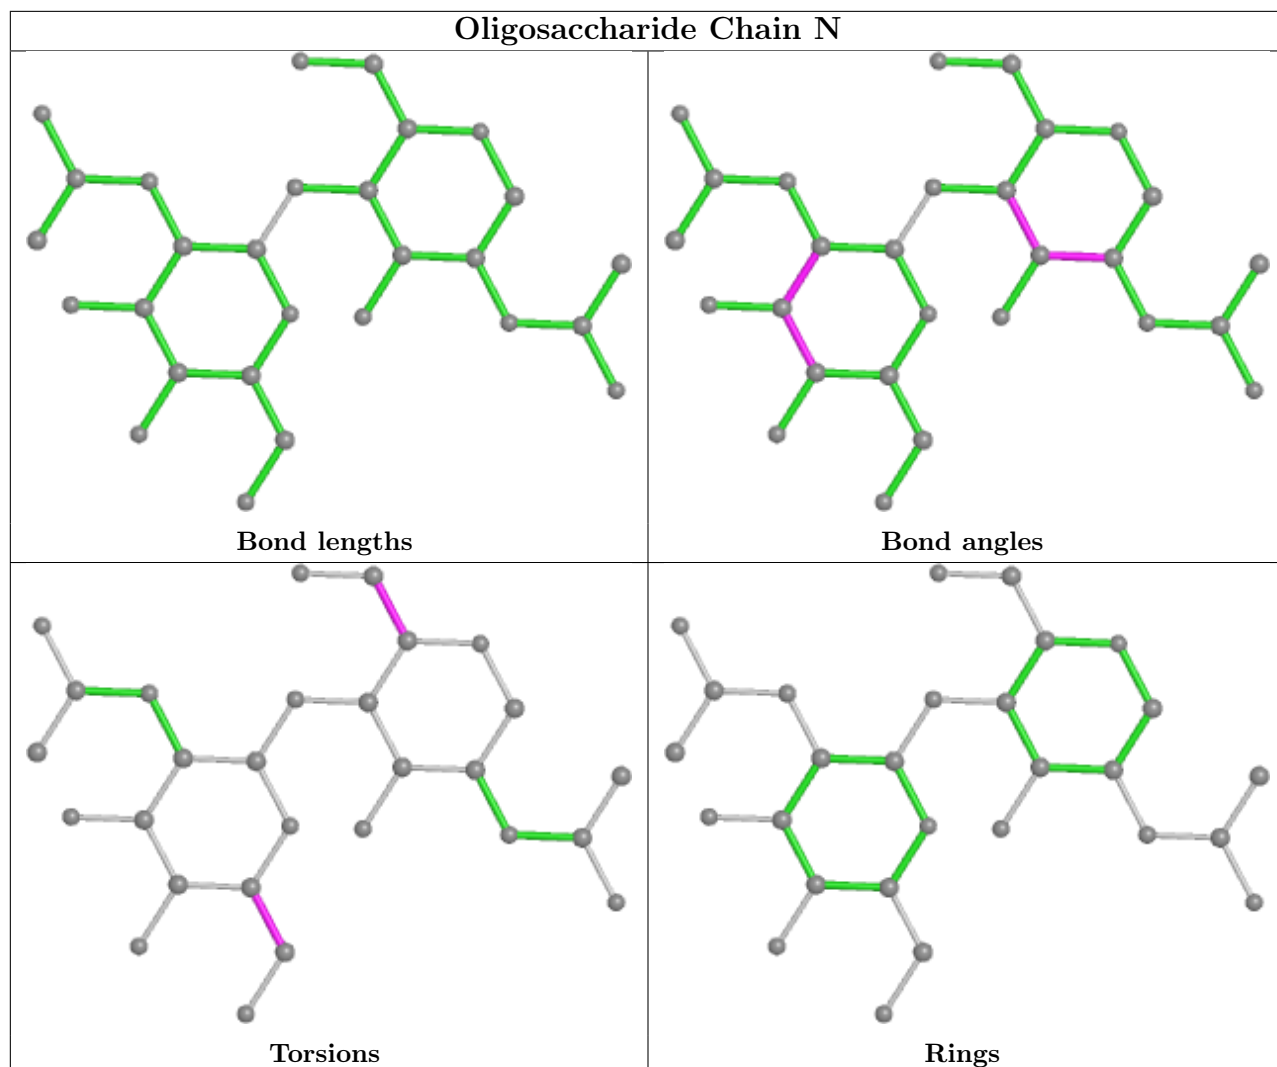 Oligosaccharide Chain N
Bond lengths
Bond angles
Torsions
Rings